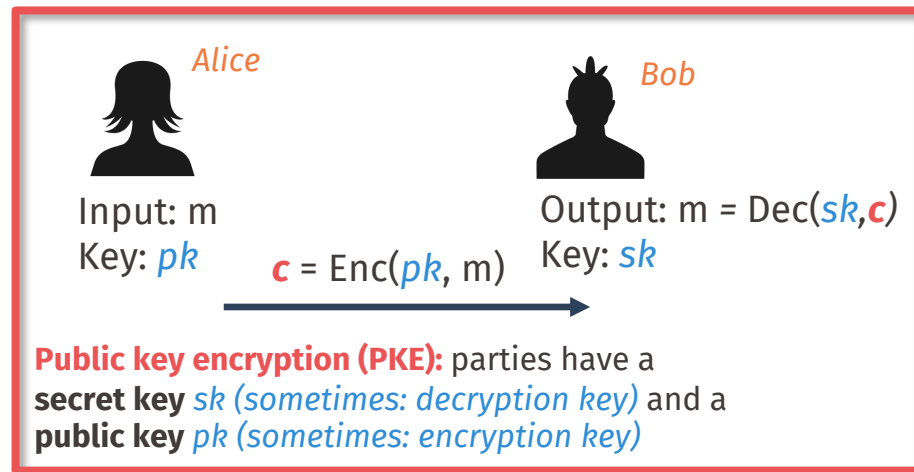 Alice
Bob
Input: m
Key: pk
Output: m = Dec(sk,c)
Key: sk
c = Enc(pk, m)
Public key encryption (PKE): parties have a
secret key sk (sometimes: decryption key) and a
public key pk (sometimes: encryption key)